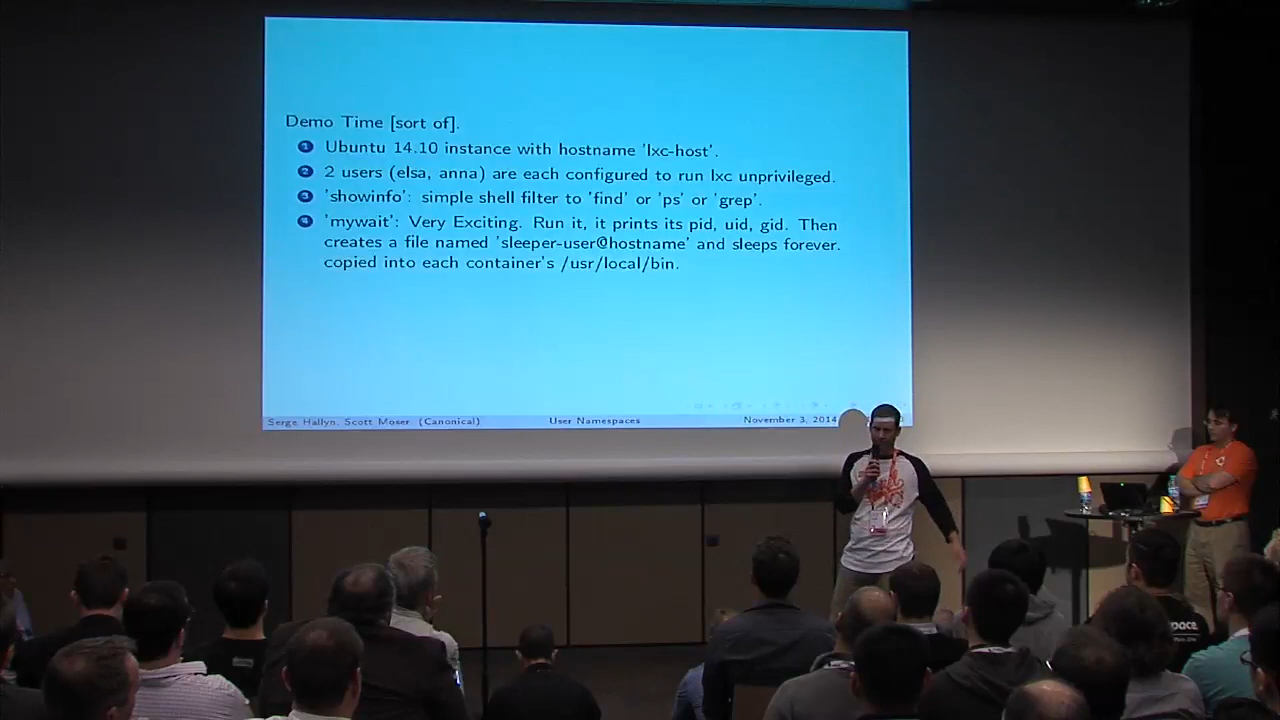 Demo Time [sort of].
1 Ubuntu 14.10 instance with hostname 'lxc-host'.
2 2 users (elsa, anna) are each configured to run lxc unprivileged.
3 'showinfo': simple shell filter to 'find' or 'ps' or 'grep'.
4 'mywait': Very Exciting. Run it, it prints its pid, uid, gid. Then
creates a file named 'sleeper-user@hostname' and sleeps forever.
copied into each container's /usr/local/bin.
Serge Hallyn, Scott Moser (Canonical) User Namespaces November 3, 2014